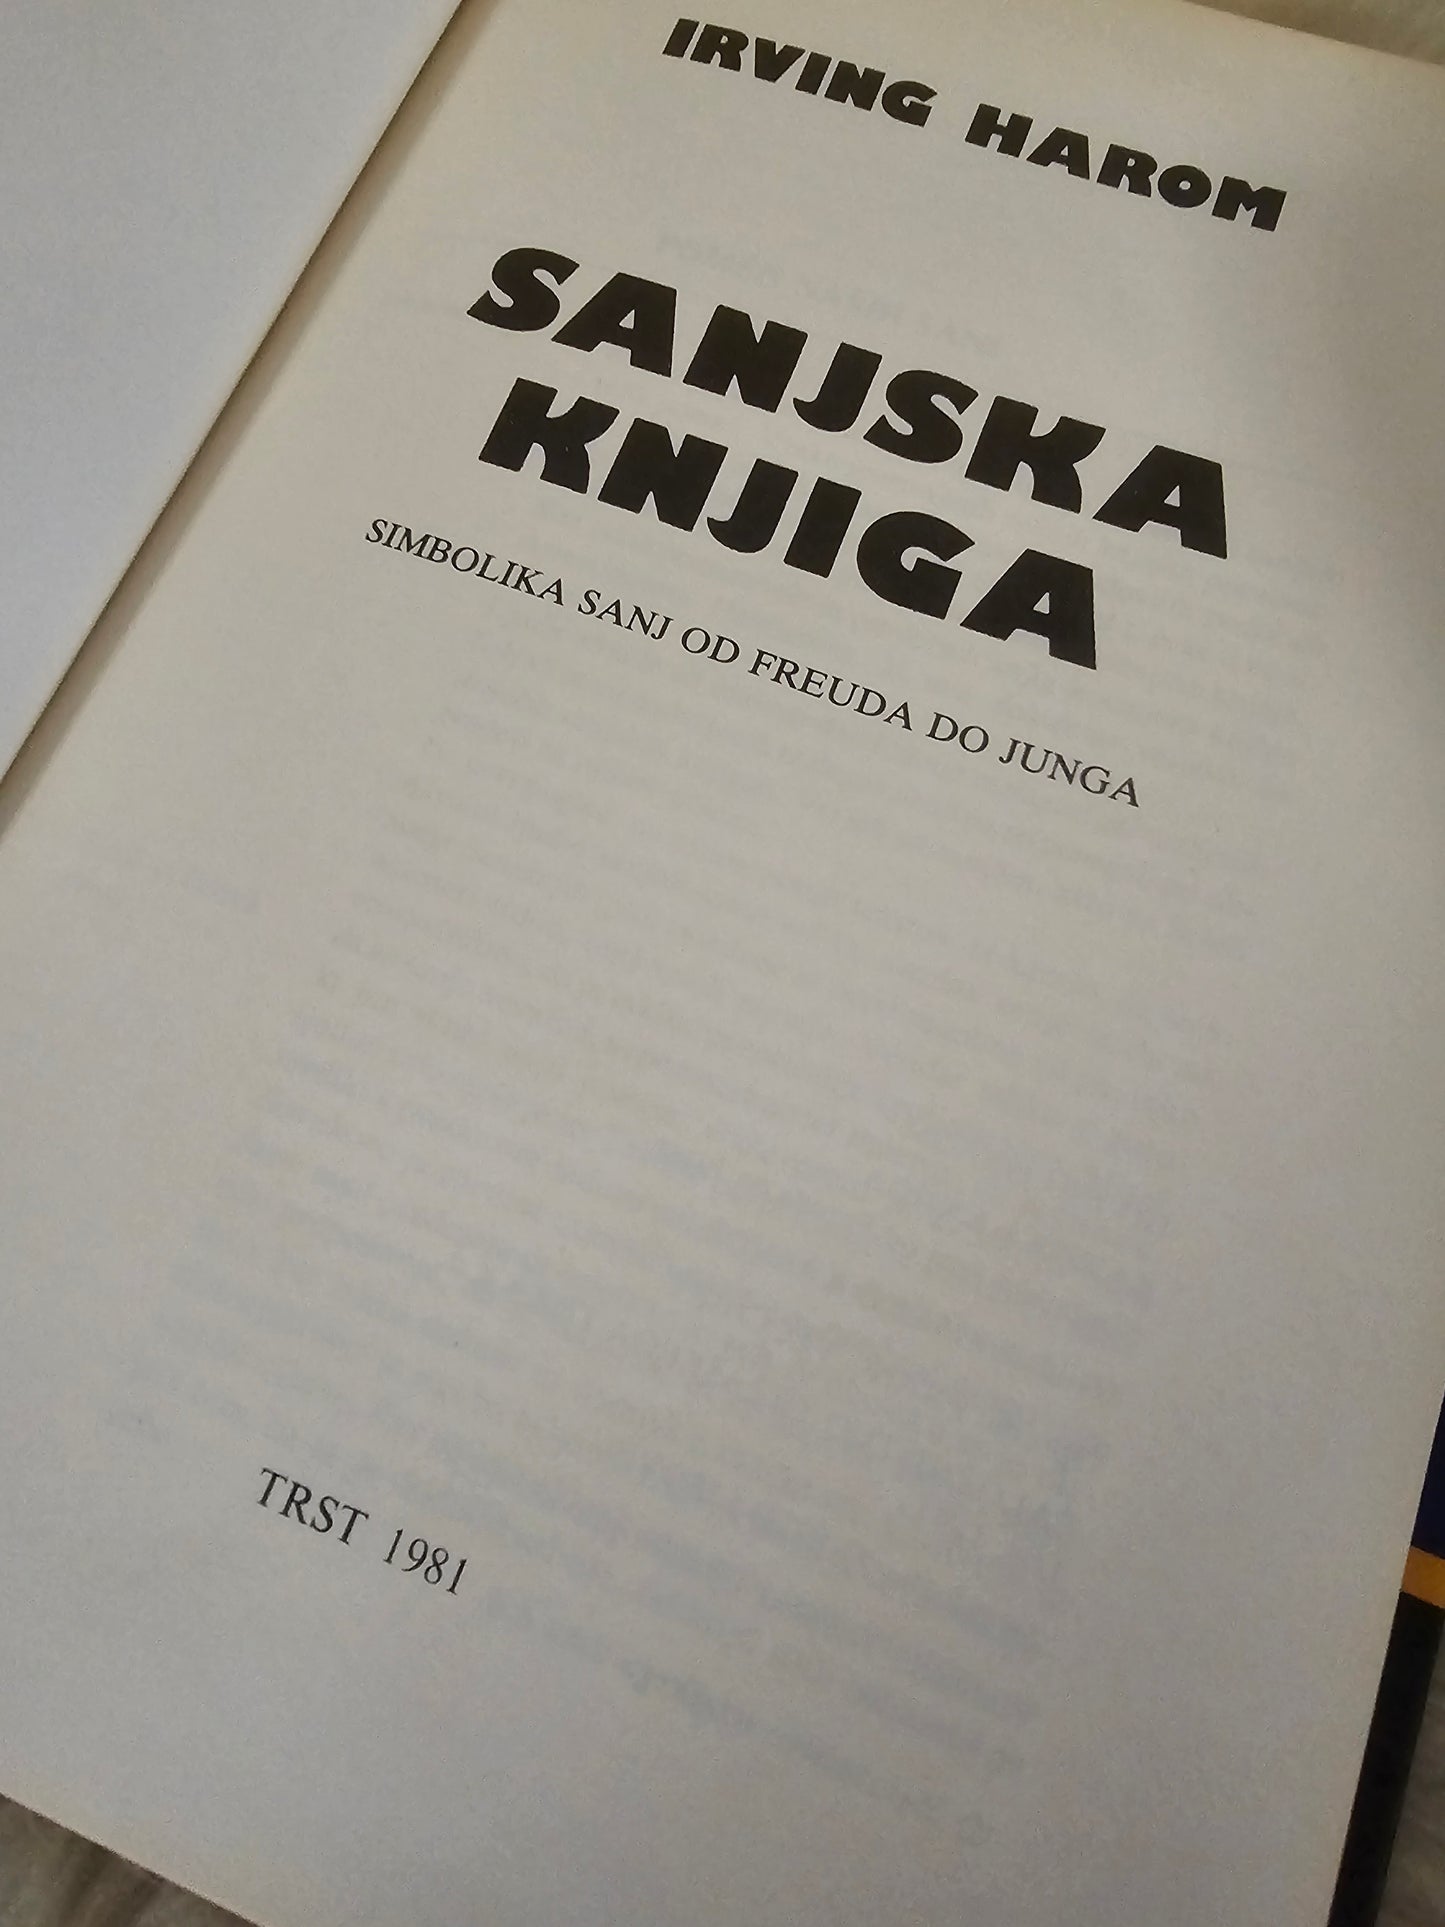 IRVING HAROM
SANJSKA
KNJIGA
SIMBOLIKA SANJ OD FREUDA DO JUNGA
TRST 1981